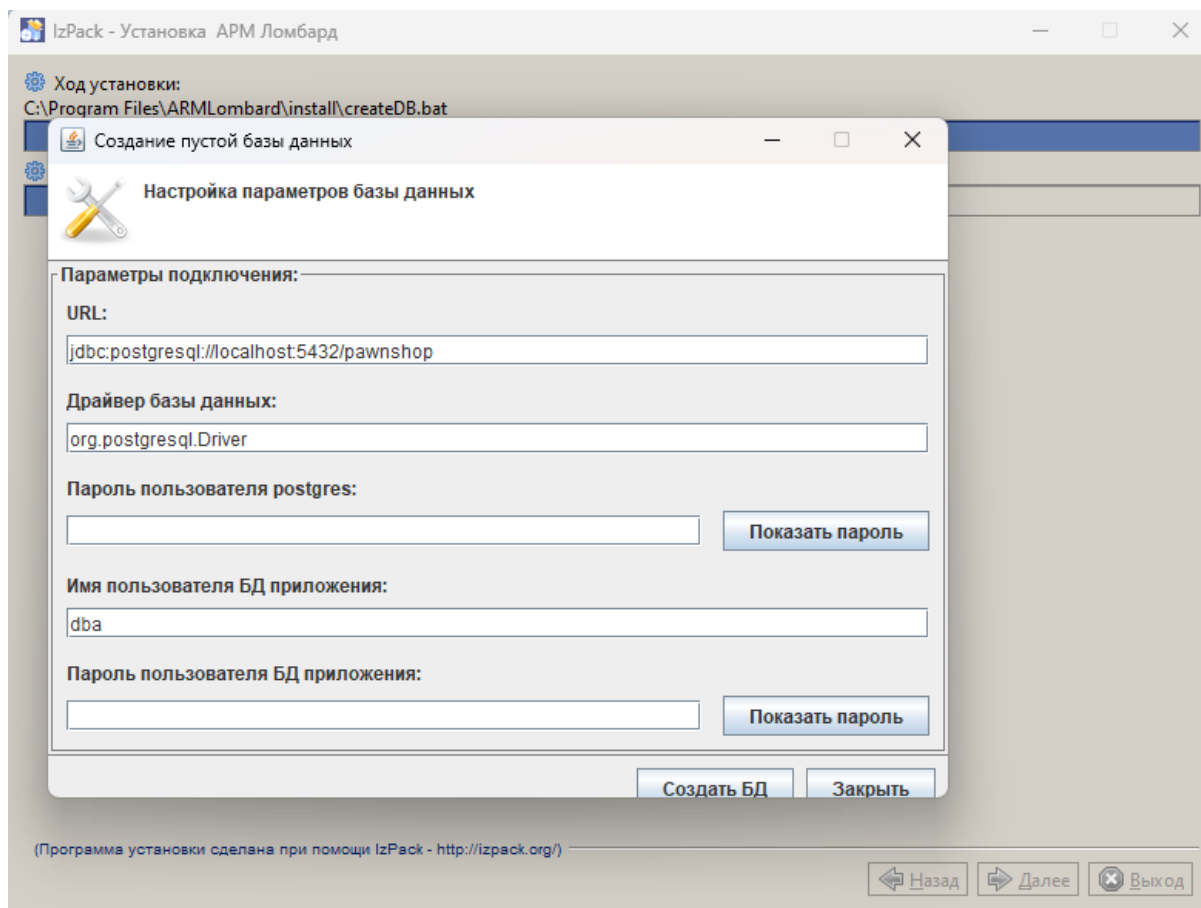 IzPack - Установка АРМ Ломбард
Ход установки:
C:\Program Files\ARMLombard\install\createDB.bat
Создание пустой базы данных
Настройка параметров базы данных
Параметры подключения:
URL:
jdbc:postgresql://localhost:5432/pawnshop
Драйвер базы данных:
org.postgresql.Driver
Пароль пользователя postgres:
Показать пароль
Имя пользователя БД приложения:
dba
Пароль пользователя БД приложения:
Показать пароль
Создать БД Закрыть
(Программа установки сделана при помощи IzPack - http://izpack.org/)
Назад Далее Выход